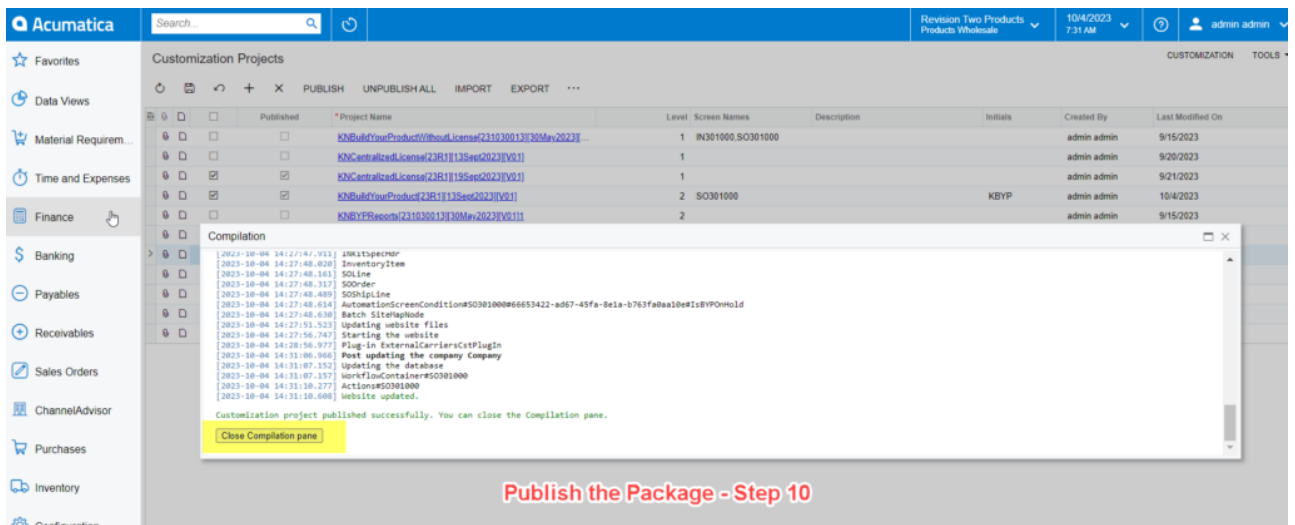 Acumatica
Search...
Revision Two Products
Products Wholesale
10/4/2023
7:31 AM
admin admin
Favorites
Data Views
Material Requirem...
Time and Expenses
Finance
Banking
Payables
Receivables
Sales Orders
ChannelAdvisor
Purchases
Inventory
Configuration
Customization Projects
CUSTOMIZATION TOOLS
PUBLISH UNPUBLISH ALL IMPORT EXPORT ...
Published *Project Name Level Screen Names Description Initials Created By Last Modified On
KNBuildYourProductWithoutLicense[231030013][30May2023][... 1 IN301000,SO301000 admin admin 9/15/2023
KNCentralizedLicense[23R1][13Sept2023][V01] 1 admin admin 9/20/2023
KNCentralizedLicense[23R1][19Sept2023][V01] 1 admin admin 9/21/2023
KNBuildYourProduct[23R1][13Sept2023][V01] 2 SO301000 KBYP admin admin 10/4/2023
KNBYPReports[231030013][30May2023][V01]1 2 admin admin 9/15/2023
Compilation
[2023-10-04 14:27:47.911] INKitSpecHdr
[2023-10-04 14:27:48.020] InventoryItem
[2023-10-04 14:27:48.161] SOLine
[2023-10-04 14:27:48.317] SOOrder
[2023-10-04 14:27:48.489] SOShipLine
[2023-10-04 14:27:48.614] AutomationScreenCondition#SO301000#66653422-ad67-45fa-8e1a-b763fa0aa10e#IsBYPOnHold
[2023-10-04 14:27:48.630] Batch SiteMapNode
[2023-10-04 14:27:51.523] Updating website files
[2023-10-04 14:27:56.747] Starting the website
[2023-10-04 14:28:56.977] Plug-in ExternalCarriersCstPlugIn
[2023-10-04 14:31:06.966] Post updating the company Company
[2023-10-04 14:31:07.152] Updating the database
[2023-10-04 14:31:07.157] WorkflowContainer#SO301000
[2023-10-04 14:31:10.277] Actions#SO301000
[2023-10-04 14:31:10.608] Website updated.
Customization project published successfully. You can close the Compilation pane.
Close Compilation pane
Publish the Package - Step 10